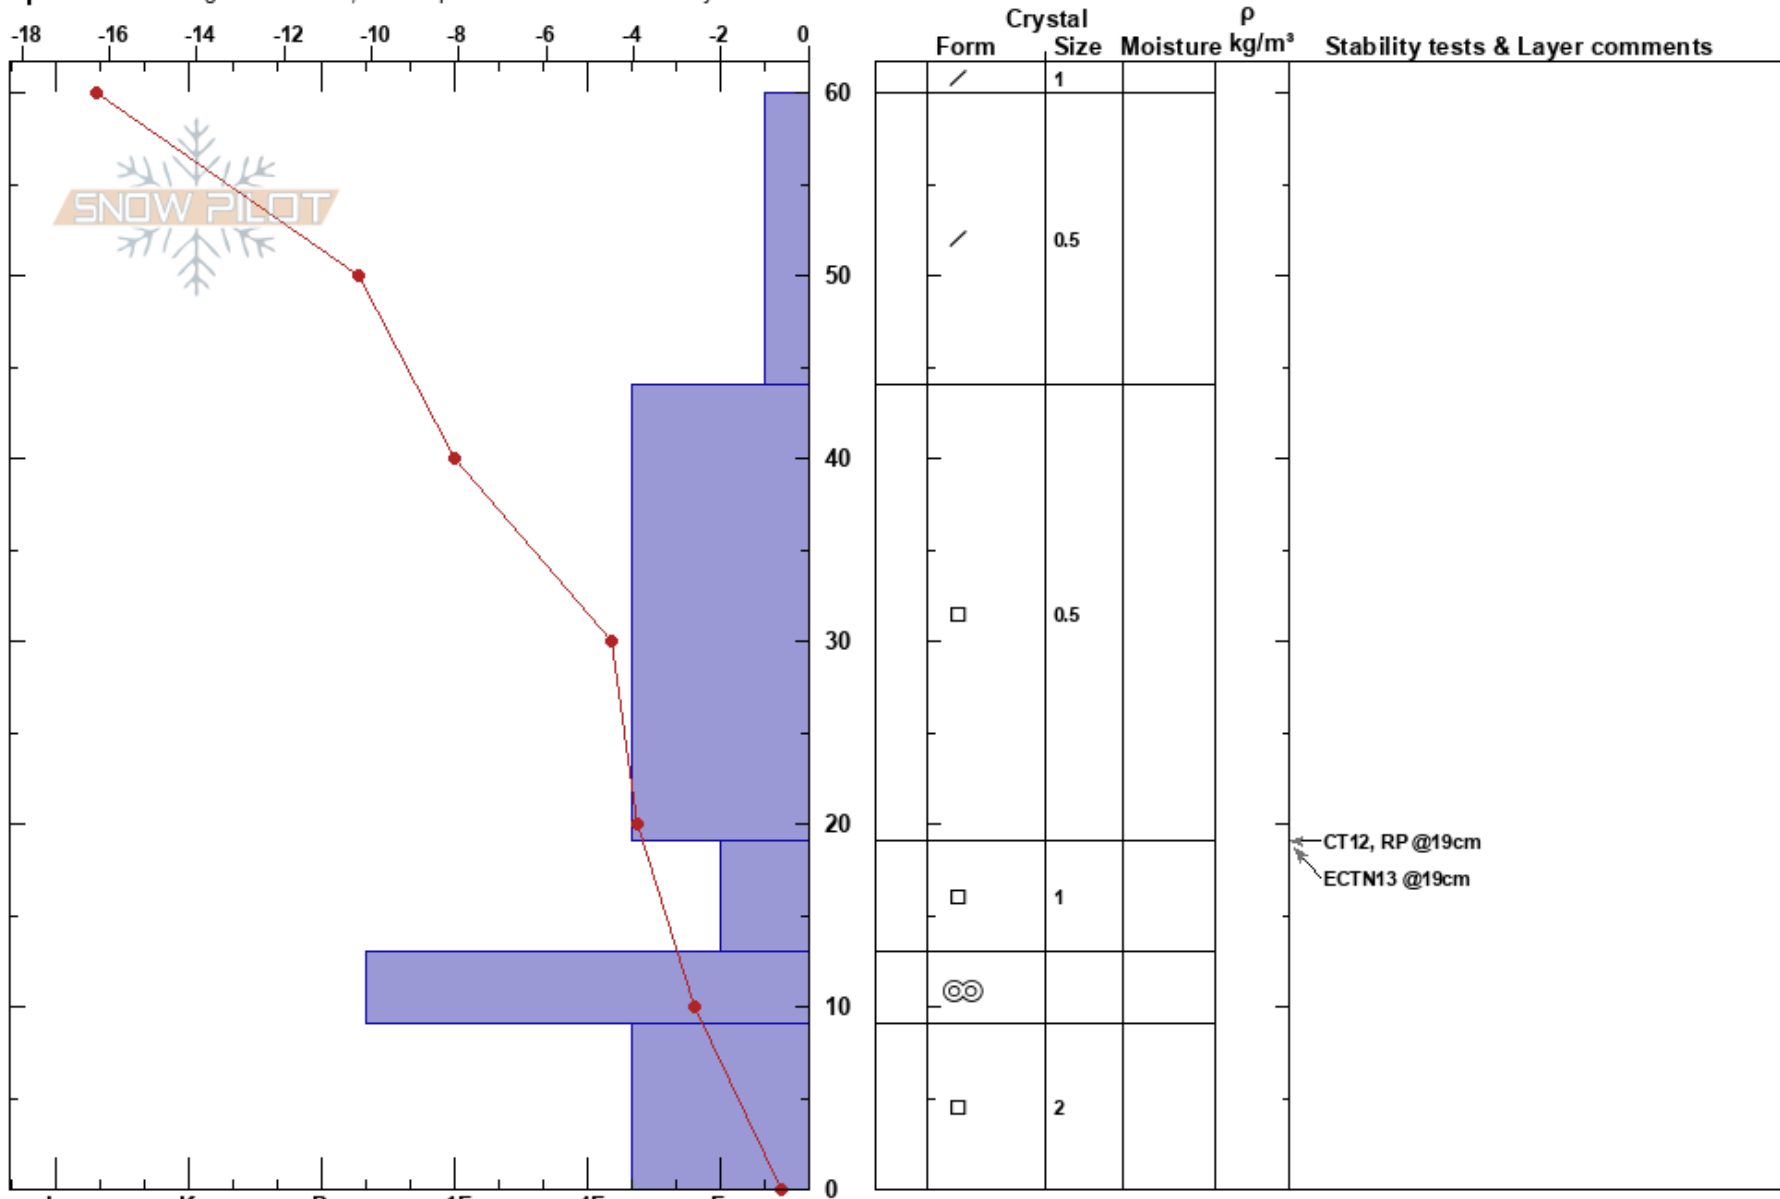 Crystal ρ
-18 -16 -14 -12 -10 -8 -6 -4 -2 0 Form Size Moisture kg/m³ Stability tests & Layer comments
1
60
SNOW PILOT
0.5
50
40
0.5
30
20
CT12, RP @19cm
ECTN13 @19cm
1
10
2
0